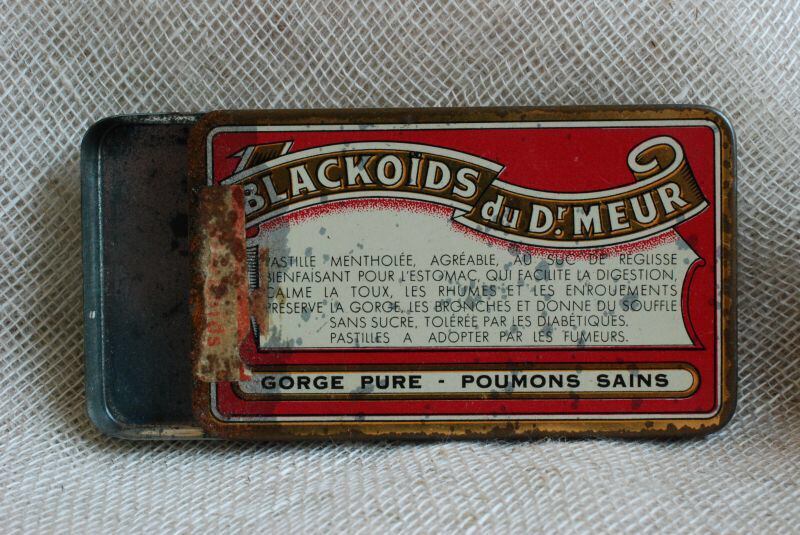 BLACKOÏDS
du Dr. MEUR
PASTILLE MENTHOLÉE, AGRÉABLE, AU SUC DE RÉGLISSE
BIENFAISANT POUR L'ESTOMAC, QUI FACILITE LA DIGESTION,
CALME LA TOUX, LES RHUMES ET LES ENROUEMENTS
PRÉSERVE LA GORGE, LES BRONCHES ET DONNE DU SOUFFLE
SANS SUCRE, TOLÉRÉE PAR LES DIABÉTIQUES.
PASTILLES A ADOPTER PAR LES FUMEURS.
GORGE PURE - POUMONS SAINS